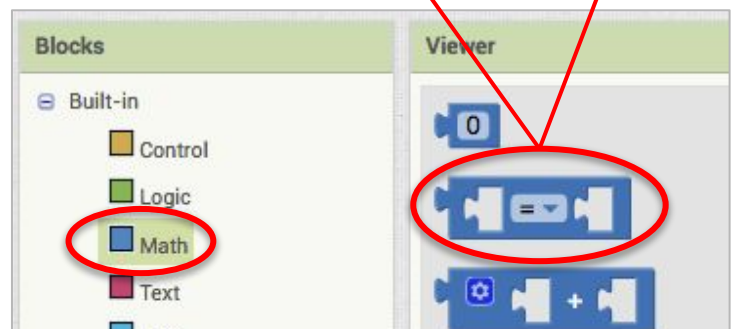 Blocks
Built-in
Control
Logic
Math
Text
Viewer
0
=
+